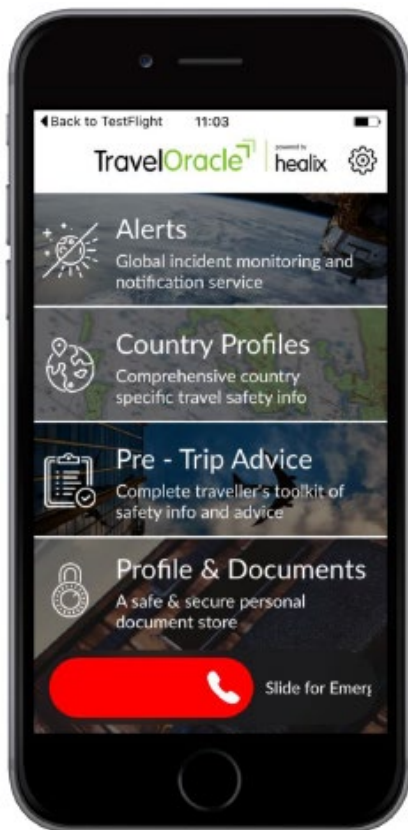 Back to TestFlight 11:03
TravelOracle powered by healix
Alerts
Global incident monitoring and
notification service
Country Profiles
Comprehensive country
specific travel safety info
Pre - Trip Advice
Complete traveller's toolkit of
safety info and advice
Profile & Documents
A safe & secure personal
document store
Slide for Emerg